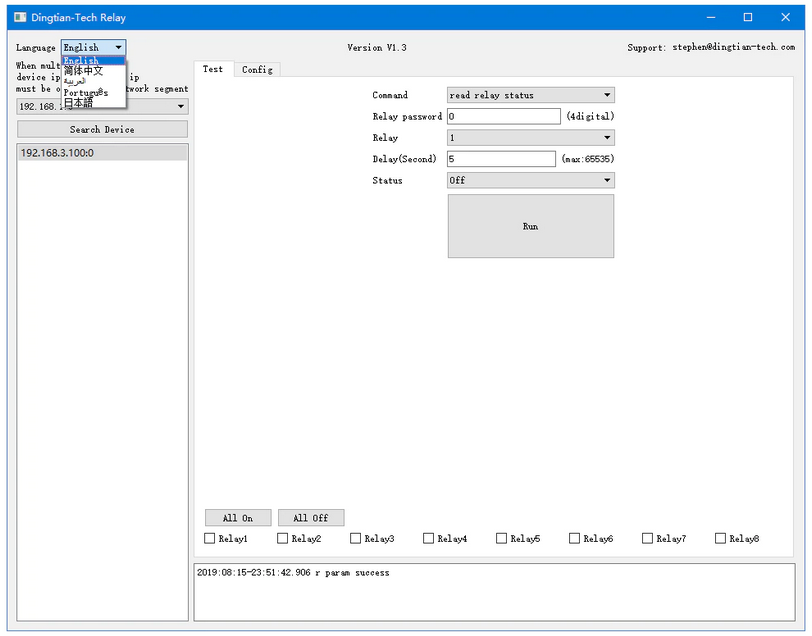 Dingtian-Tech Relay
Language English
Version V1.3
Support: stephen@dingtian-tech.com
English
简体中文
العربية
Português
日本語
When mult
device ip ip
must be o twork segment
192.168.
Search Device
192.168.3.100:0
Test Config
Command read relay status
Relay password 0 (4digital)
Relay 1
Delay(Second) 5 (max:65535)
Status Off
Run
All On All Off
Relay1 Relay2 Relay3 Relay4 Relay5 Relay6 Relay7 Relay8
2019:08:15-23:51:42.906 r param success